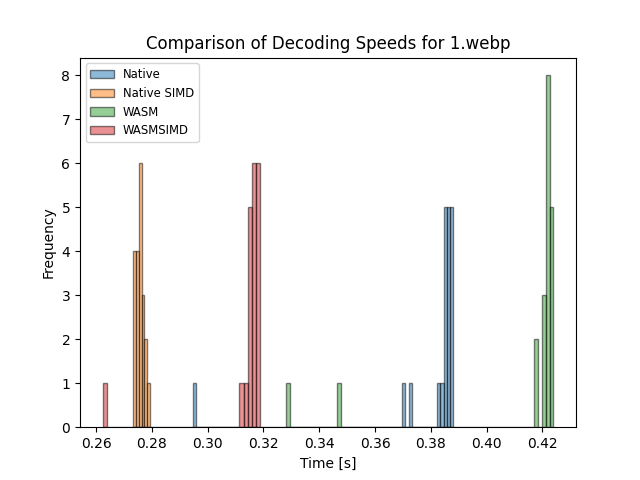 Comparison of Decoding Speeds for 1.webp
Native
Native SIMD
WASM
WASMSIMD
8
7
6
5
4
3
2
1
0
Frequency
0.26 0.28 0.30 0.32 0.34 0.36 0.38 0.40 0.42
Time [s]